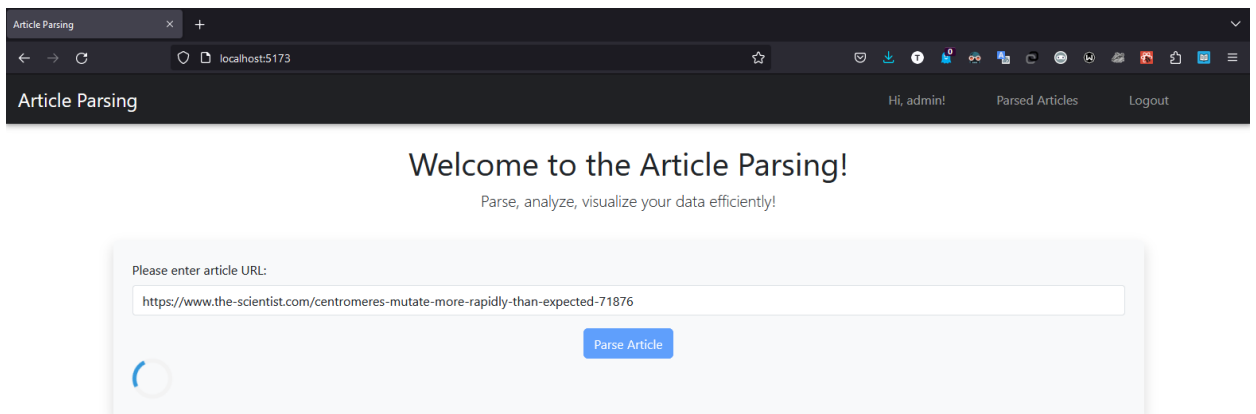 Article Parsing
localhost:5173
0
Article Parsing
Hi, admin!
Parsed Articles
Logout
Welcome to the Article Parsing!
Parse, analyze, visualize your data efficiently!
Please enter article URL:
https://www.the-scientist.com/centromeres-mutate-more-rapidly-than-expected-71876
Parse Article